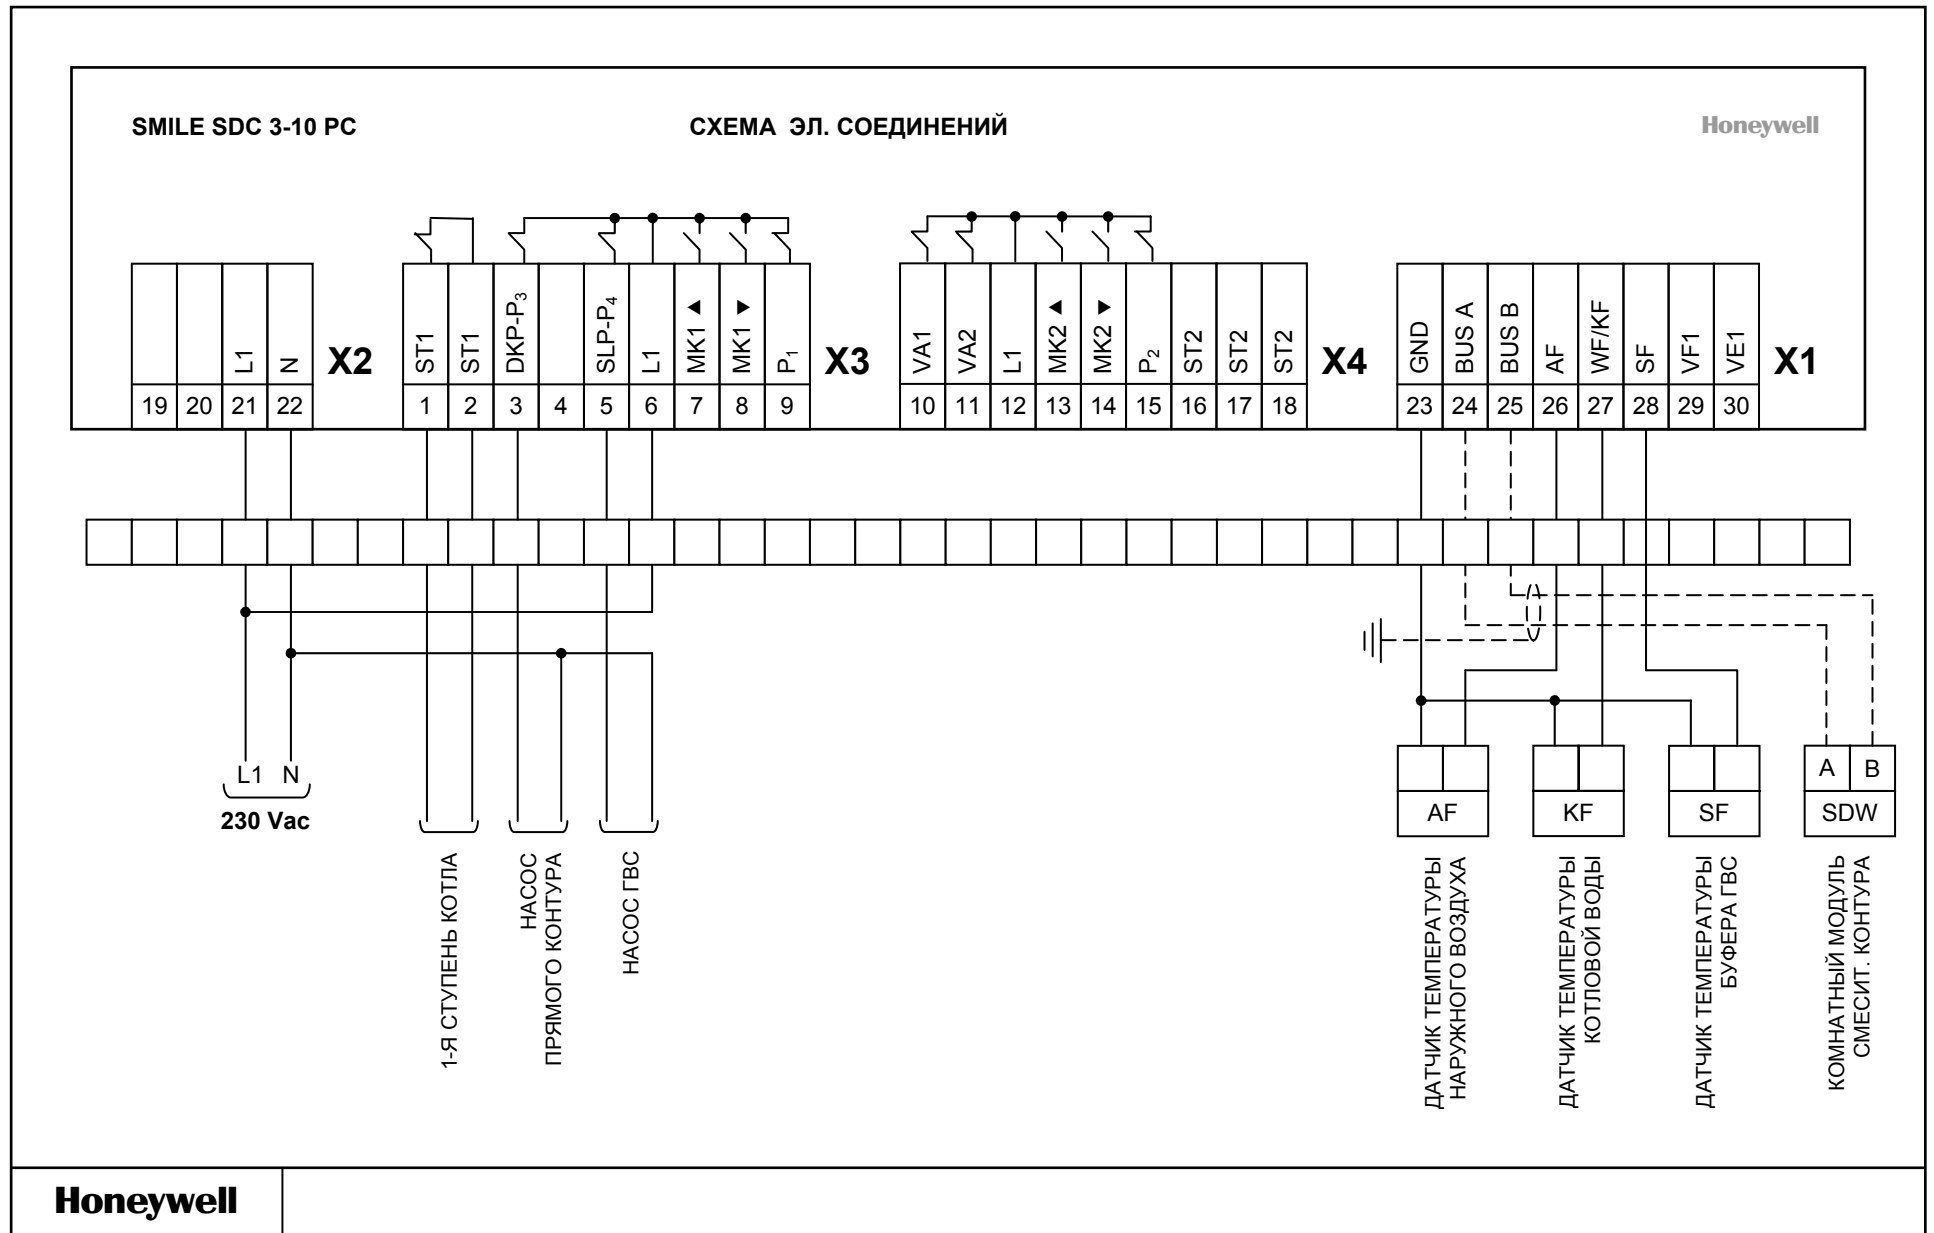 SMILE SDC 3-10 PC
СХЕМА ЭЛ. СОЕДИНЕНИЙ
Honeywell
L1
N
X2
ST1
ST1
DKP-P3
SLP-P4
L1
MK1 ▲
MK1 ▼
P1
X3
VA1
VA2
L1
MK2 ▲
MK2 ▼
P2
ST2
ST2
ST2
X4
GND
BUS A
BUS B
AF
WF/KF
SF
VF1
VE1
X1
19 20 21 22
1 2 3 4 5 6 7 8 9
10 11 12 13 14 15 16 17 18
23 24 25 26 27 28 29 30
L1 N
230 Vac
1-Я СТУПЕНЬ КОТЛА
НАСОС
ПРЯМОГО КОНТУРА
НАСОС ГВС
AF
KF
SF
A B
SDW
ДАТЧИК ТЕМПЕРАТУРЫ
НАРУЖНОГО ВОЗДУХА
ДАТЧИК ТЕМПЕРАТУРЫ
КОТЛОВОЙ ВОДЫ
ДАТЧИК ТЕМПЕРАТУРЫ
БУФЕРА ГВС
КОМНАТНЫЙ МОДУЛЬ
СМЕСИТ. КОНТУРА
Honeywell